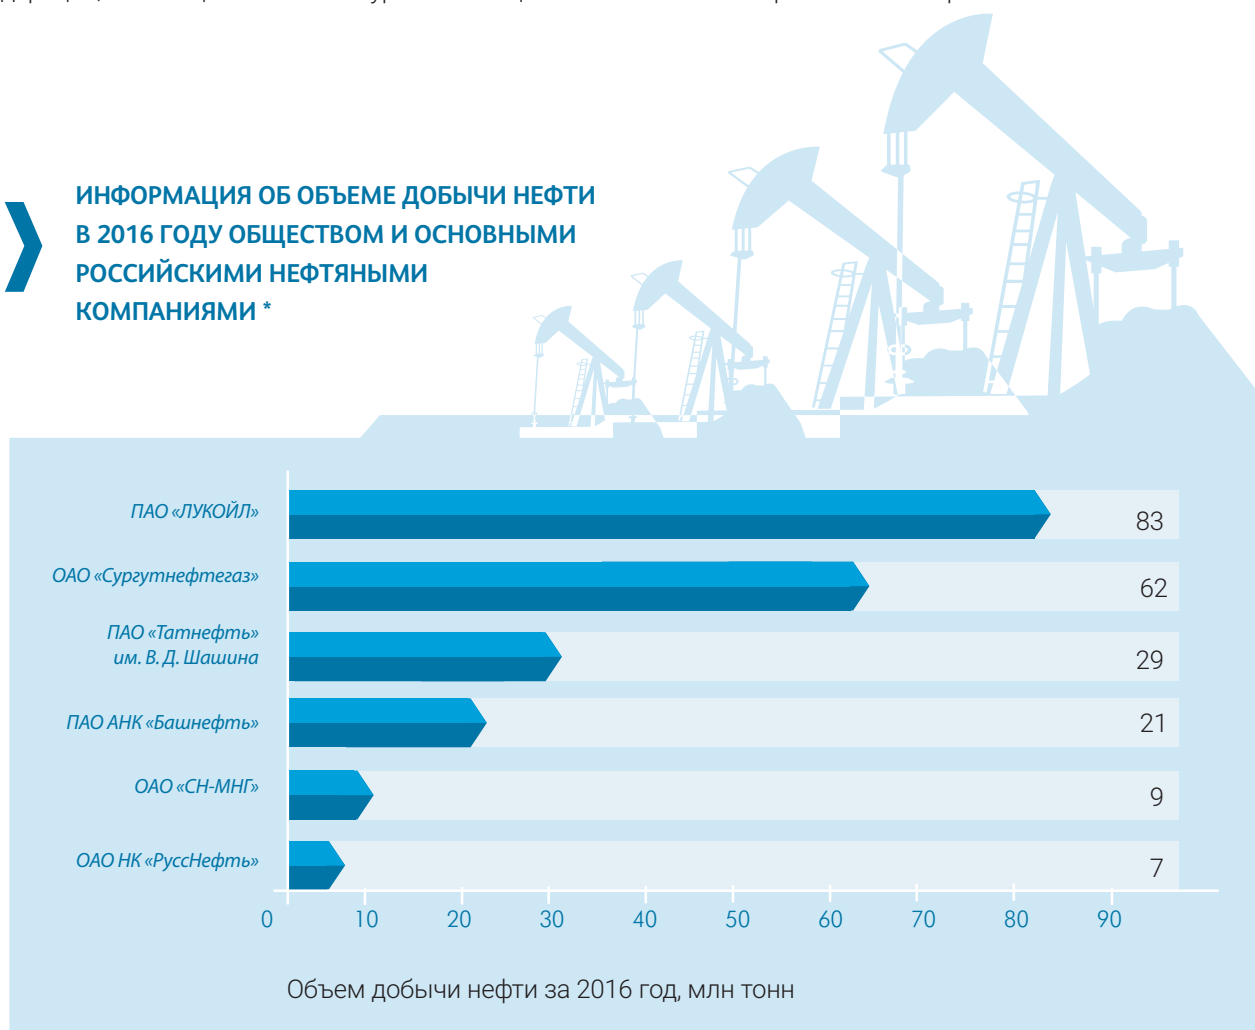 ИНФОРМАЦИЯ ОБ ОБЪЕМЕ ДОБЫЧИ НЕФТИ
В 2016 ГОДУ ОБЩЕСТВОМ И ОСНОВНЫМИ
РОССИЙСКИМИ НЕФТЯНЫМИ
КОМПАНИЯМИ *
ПАО «ЛУКОЙЛ»
83
ОАО «Сургутнефтегаз»
62
ПАО «Татнефть»
им. В. Д. Шашина
29
ПАО АНК «Башнефть»
21
ОАО «СН-МНГ»
9
ОАО НК «РуссНефть»
7
0 10 20 30 40 50 60 70 80 90
Объем добычи нефти за 2016 год, млн тонн